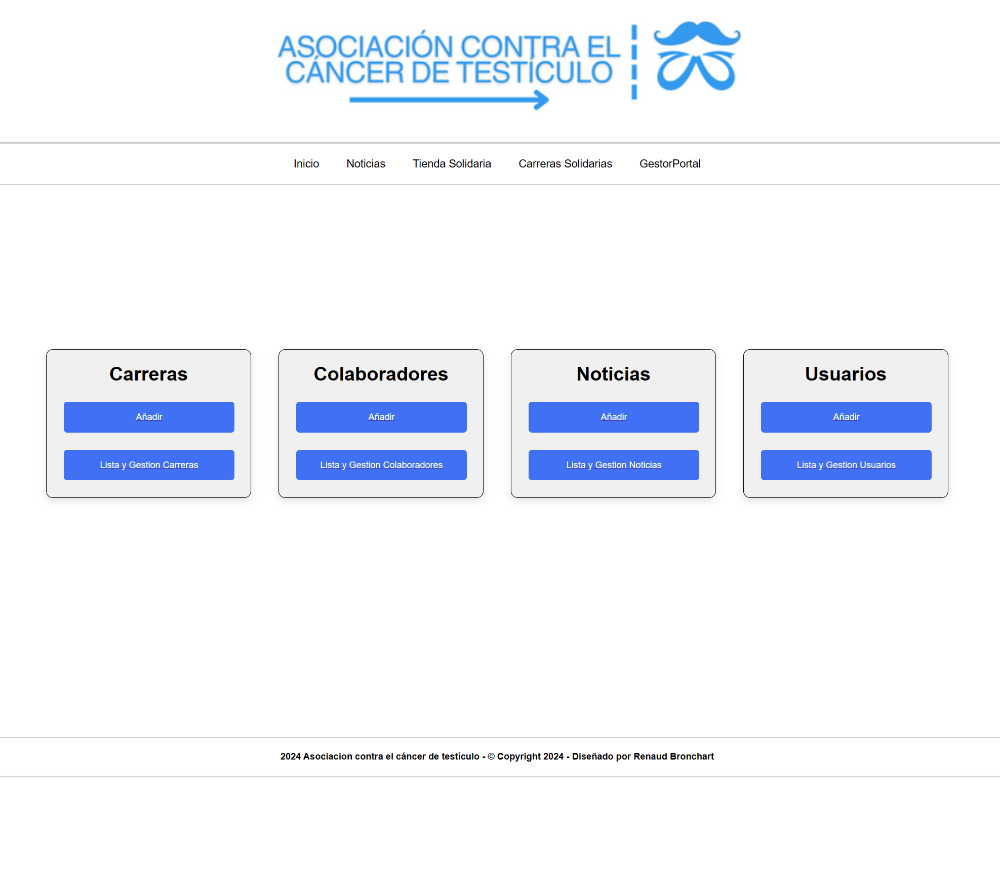 ASOCIACIÓN CONTRA EL
CÁNCER DE TESTÍCULO
Inicio Noticias Tienda Solidaria Carreras Solidarias GestorPortal
Carreras
Añadir
Lista y Gestion Carreras
Colaboradores
Añadir
Lista y Gestion Colaboradores
Noticias
Añadir
Lista y Gestion Noticias
Usuarios
Añadir
Lista y Gestion Usuarios
2024 Asociacion contra el cáncer de testículo - © Copyright 2024 - Diseñado por Renaud Bronchart